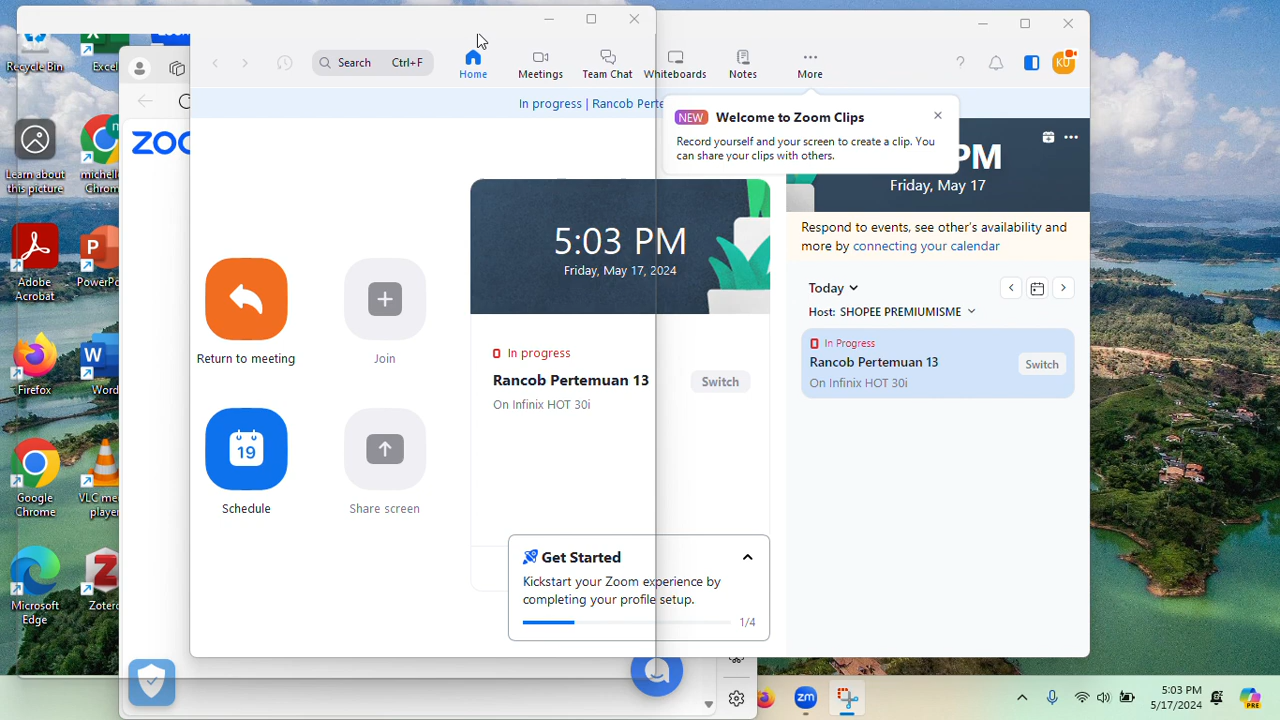 Recycle Bin
Excel
Learn about
this picture
Chrom
Adobe
Acrobat
Firefox
Word
Google
Chrome
VLC me
player
Microsoft
Edge
Zoter
Search Ctrl+F
Home
Meetings
Team Chat
Whiteboards
Notes
More
KU
In progress | Rancob Perte
NEW Welcome to Zoom Clips
Record yourself and your screen to create a clip. You
can share your clips with others.
PM
Friday, May 17
5:03 PM
Friday, May 17, 2024
Respond to events, see other's availability and
more by connecting your calendar
Return to meeting
Join
Schedule
19
Share screen
In progress
Rancob Pertemuan 13
Switch
On Infinix HOT 30i
Today
Host: SHOPEE PREMIUMISME
In Progress
Rancob Pertemuan 13
Switch
On Infinix HOT 30i
Get Started
Kickstart your Zoom experience by
completing your profile setup.
1/4
zm
5:03 PM
5/17/2024
PRE